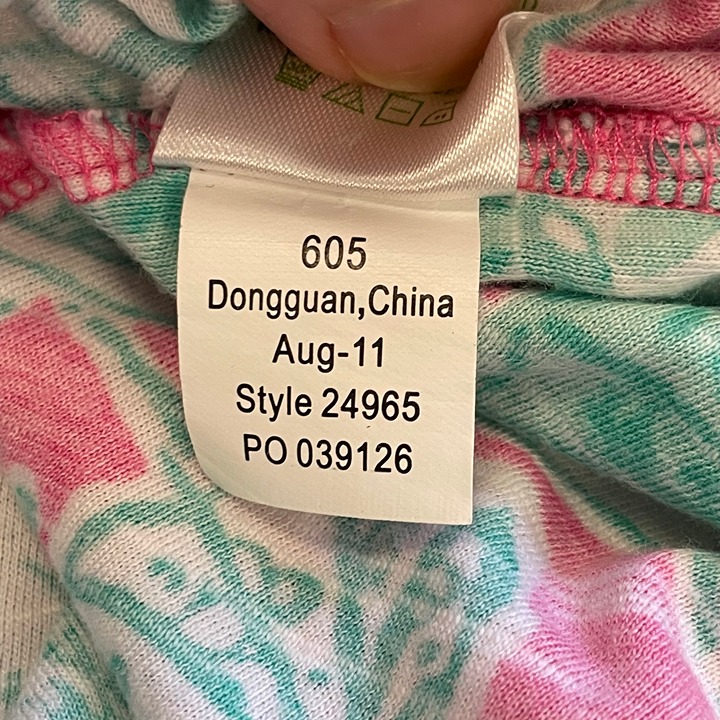 605
Dongguan,China
Aug-11
Style 24965
PO 039126